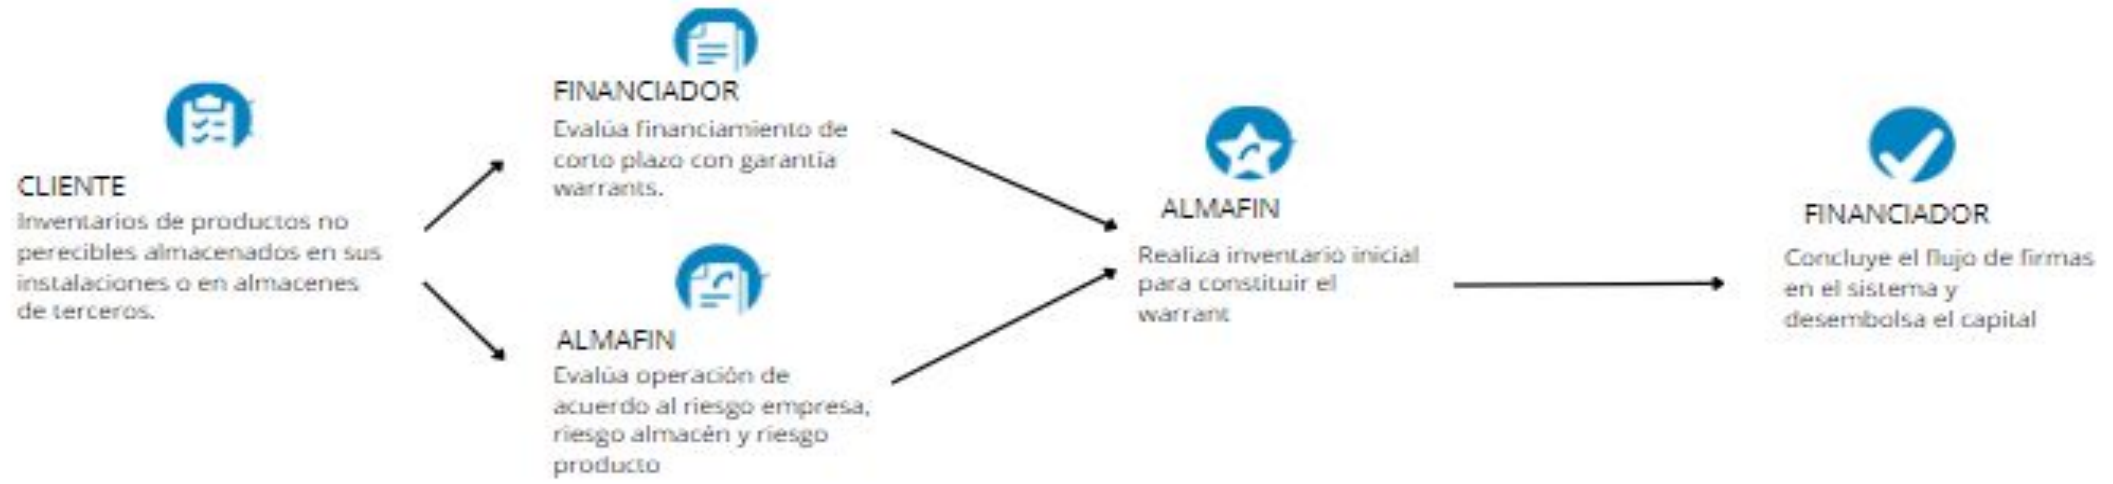 CLIENTE
Inventarios de productos no
perecibles almacenados en sus
instalaciones o en almacenes
de terceros.
FINANCIADOR
Evalúa financiamiento de
corto plazo con garantía
warrants.
ALMAFIN
Evalúa operación de
acuerdo al riesgo empresa,
riesgo almacén y riesgo
producto
ALMAFIN
Realiza inventario inicial
para constituir el
warrant
FINANCIADOR
Concluye el flujo de firmas
en el sistema y
desembolsa el capital